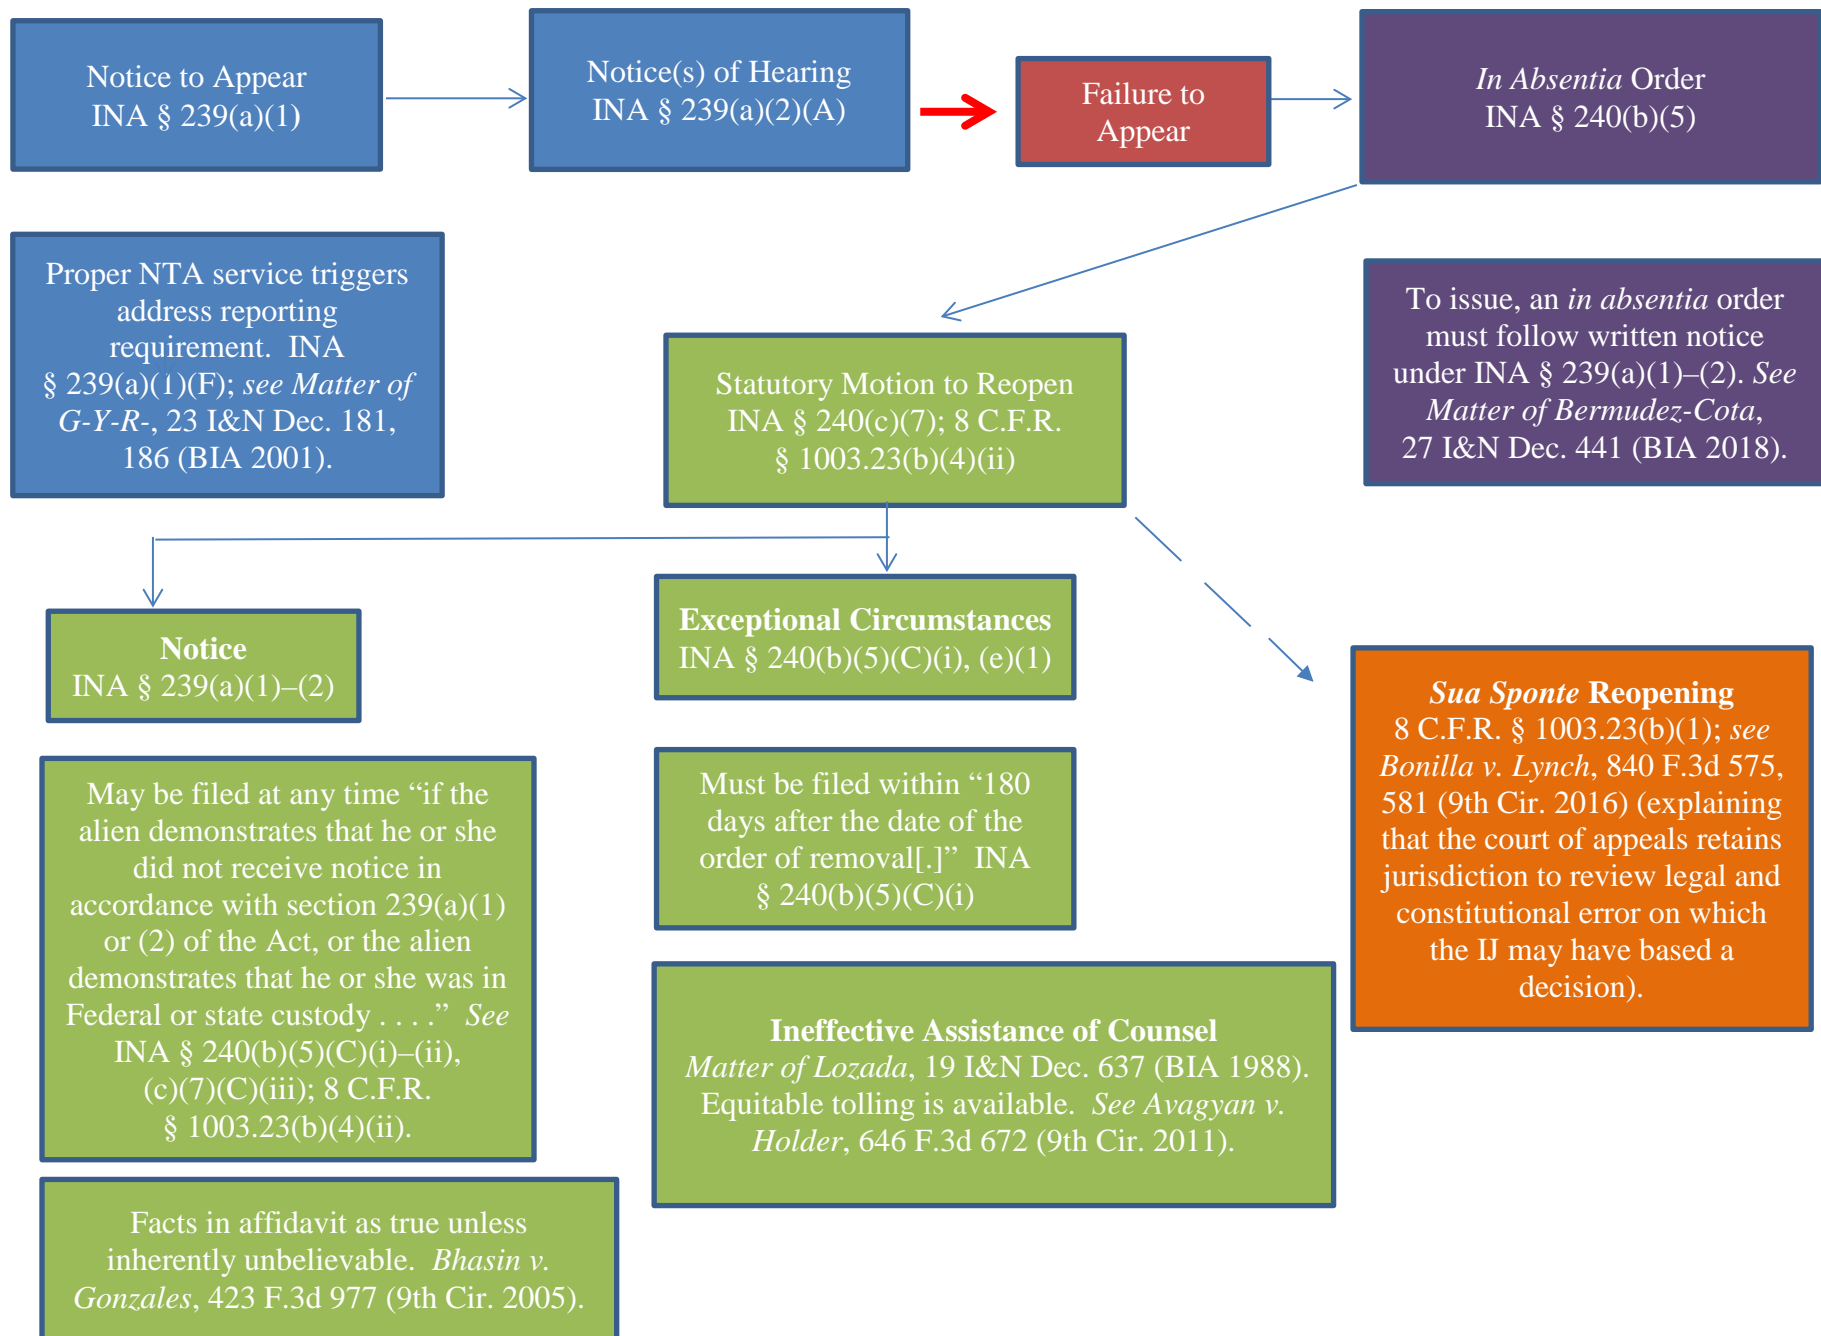 Notice to Appear
INA § 239(a)(1)
Notice(s) of Hearing
INA § 239(a)(2)(A)
Failure to
Appear
In Absentia Order
INA § 240(b)(5)
Proper NTA service triggers
address reporting
requirement. INA
§ 239(a)(1)(F); see Matter of
G-Y-R-, 23 I&N Dec. 181,
186 (BIA 2001).
Statutory Motion to Reopen
INA § 240(c)(7); 8 C.F.R.
§ 1003.23(b)(4)(ii)
To issue, an in absentia order
must follow written notice
under INA § 239(a)(1)–(2). See
Matter of Bermudez-Cota,
27 I&N Dec. 441 (BIA 2018).
Notice
INA § 239(a)(1)–(2)
Exceptional Circumstances
INA § 240(b)(5)(C)(i), (e)(1)
Sua Sponte Reopening
8 C.F.R. § 1003.23(b)(1); see
Bonilla v. Lynch, 840 F.3d 575,
581 (9th Cir. 2016) (explaining
that the court of appeals retains
jurisdiction to review legal and
constitutional error on which
the IJ may have based a
decision).
May be filed at any time “if the
alien demonstrates that he or she
did not receive notice in
accordance with section 239(a)(1)
or (2) of the Act, or the alien
demonstrates that he or she was in
Federal or state custody . . . .” See
INA § 240(b)(5)(C)(i)–(ii),
(c)(7)(C)(iii); 8 C.F.R.
§ 1003.23(b)(4)(ii).
Must be filed within “180
days after the date of the
order of removal[.]” INA
§ 240(b)(5)(C)(i)
Ineffective Assistance of Counsel
Matter of Lozada, 19 I&N Dec. 637 (BIA 1988).
Equitable tolling is available. See Avagyan v.
Holder, 646 F.3d 672 (9th Cir. 2011).
Facts in affidavit as true unless
inherently unbelievable. Bhasin v.
Gonzales, 423 F.3d 977 (9th Cir. 2005).